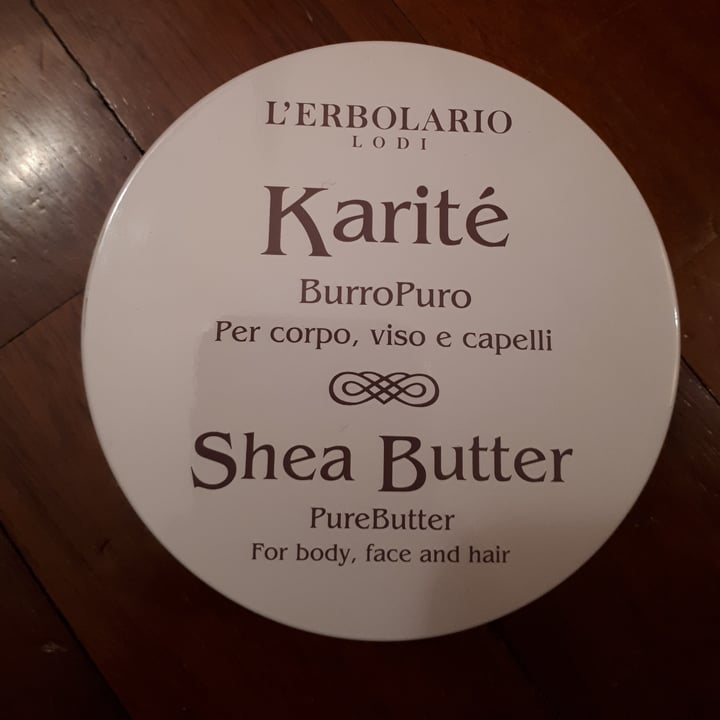 L'ERBOLARIO
LODI
Karité
BurroPuro
Per corpo, viso e capelli
Shea Butter
PureButter
For body, face and hair